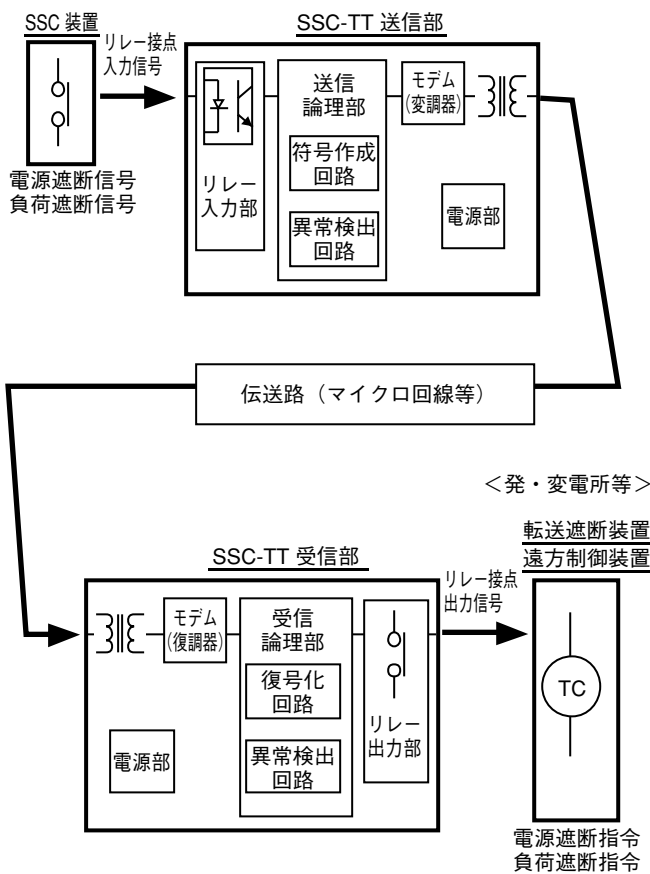 SSC 装置
リレー接点
入力信号
電源遮断信号
負荷遮断信号
SSC-TT 送信部
リレー
入力部
送信
論理部
符号作成
回路
異常検出
回路
モデム
(変調器)
電源部
伝送路（マイクロ回線等）
＜発・変電所等＞
転送遮断装置
遠方制御装置
SSC-TT 受信部
モデム
(復調器)
電源部
受信
論理部
復号化
回路
異常検出
回路
リレー
出力部
リレー接点
出力信号
TC
電源遮断指令
負荷遮断指令